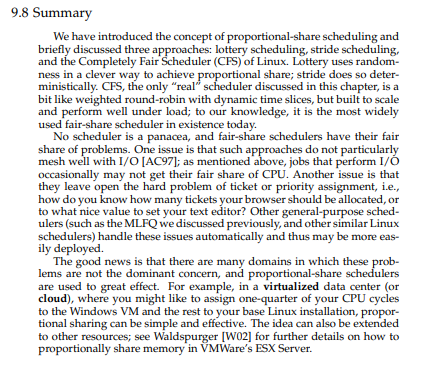 9.8 Summary
We have introduced the concept of proportional-share scheduling and
briefly discussed three approaches: lottery scheduling, stride scheduling,
and the Completely Fair Scheduler (CFS) of Linux. Lottery uses random-
ness in a clever way to achieve proportional share; stride does so deter-
ministically. CFS, the only “real” scheduler discussed in this chapter, is a
bit like weighted round-robin with dynamic time slices, but built to scale
and perform well under load; to our knowledge, it is the most widely
used fair-share scheduler in existence today.
No scheduler is a panacea, and fair-share schedulers have their fair
share of problems. One issue is that such approaches do not particularly
mesh well with I/O [AC97]; as mentioned above, jobs that perform I/O
occasionally may not get their fair share of CPU. Another issue is that
they leave open the hard problem of ticket or priority assignment, i.e.,
how do you know how many tickets your browser should be allocated, or
to what nice value to set your text editor? Other general-purpose sched-
ulers (such as the MLFQ we discussed previously, and other similar Linux
schedulers) handle these issues automatically and thus may be more eas-
ily deployed.
The good news is that there are many domains in which these prob-
lems are not the dominant concern, and proportional-share schedulers
are used to great effect. For example, in a virtualized data center (or
cloud), where you might like to assign one-quarter of your CPU cycles
to the Windows VM and the rest to your base Linux installation, propor-
tional sharing can be simple and effective. The idea can also be extended
to other resources; see Waldspurger [W02] for further details on how to
proportionally share memory in VMWare's ESX Server.